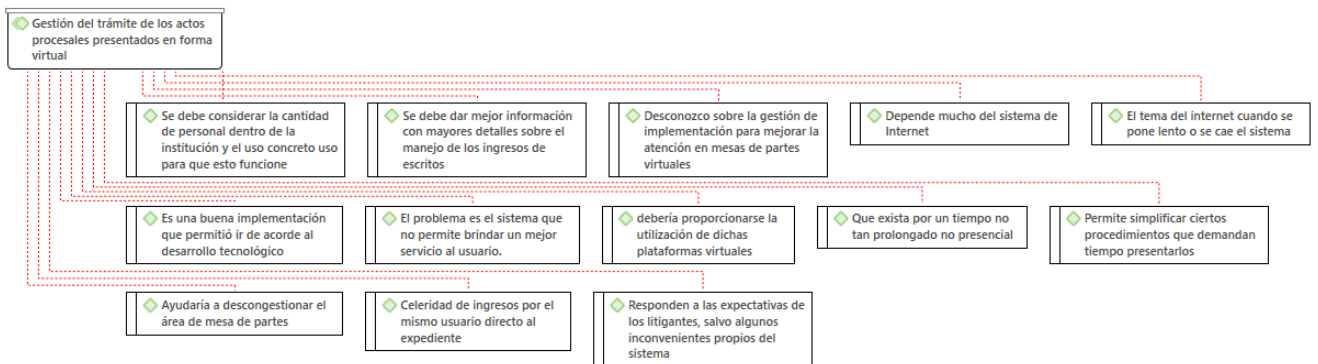 Gestión del trámite de los actos
procesales presentados en forma
virtual
Se debe considerar la cantidad
de personal dentro de la
institución y el uso concreto uso
para que esto funcione
Se debe dar mejor información
con mayores detalles sobre el
manejo de los ingresos de
escritos
Desconozco sobre la gestión de
implementación para mejorar la
atención en mesas de partes
virtuales
Depende mucho del sistema de
Internet
El tema del internet cuando se
pone lento o se cae el sistema
Es una buena implementación
que permitió ir de acorde al
desarrollo tecnológico
El problema es el sistema que
no permite brindar un mejor
servicio al usuario.
debería proporcionarse la
utilización de dichas
plataformas virtuales
Que exista por un tiempo no
tan prolongado no presencial
Permite simplificar ciertos
procedimientos que demandan
tiempo presentarlos
Ayudaría a descongestionar el
área de mesa de partes
Celeridad de ingresos por el
mismo usuario directo al
expediente
Responden a las expectativas de
los litigantes, salvo algunos
inconvenientes propios del
sistema